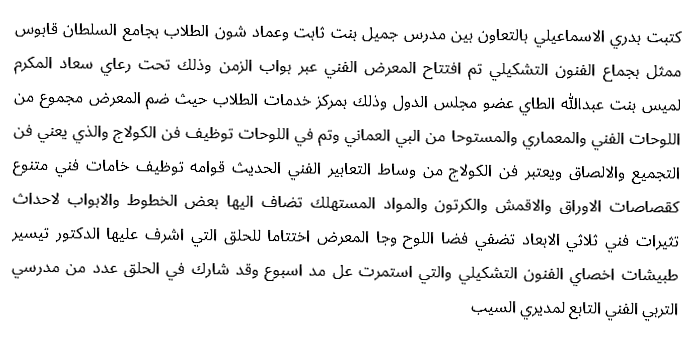 كتبت بدري الاسماعيلي بالتعاون بين مدرس جميل بنت ثابت وعماد شون الطلاب بجامع السلطان قابوس
ممثل بجماع الفنون التشكيلي تم افتتاح المعرض الفني عبر بواب الزمن وذلك تحت رعاي سعاد المكرم
لميس بنت عبدالله الطاي عضو مجلس الدول وذلك بمركز خدمات الطلاب حيث ضم المعرض مجموع من
اللوحات الفني والمعماري والمستوحا من البي العماني وتم في اللوحات توظيف فن الكولاج والذي يعني فن
التجميع والالصاق ويعتبر فن الكولاج من وساط التعابير الفني الحديث قوامه توظيف خامات فني متنوع
كقصاصات الاوراق والاقمش والكرتون والمواد المستهلك تضاف اليها بعض الخطوط والابواب لاحداث
تثيرات فني ثلاثي الابعاد تضفي فضا اللوح وجا المعرض اختتاما للحلق التي اشرف عليها الدكتور تيسير
طبيشات اخصاي الفنون التشكيلي والتي استمرت عل مد اسبوع وقد شارك في الحلق عدد من مدرسي
التربي الفني التابع لمديري السيب